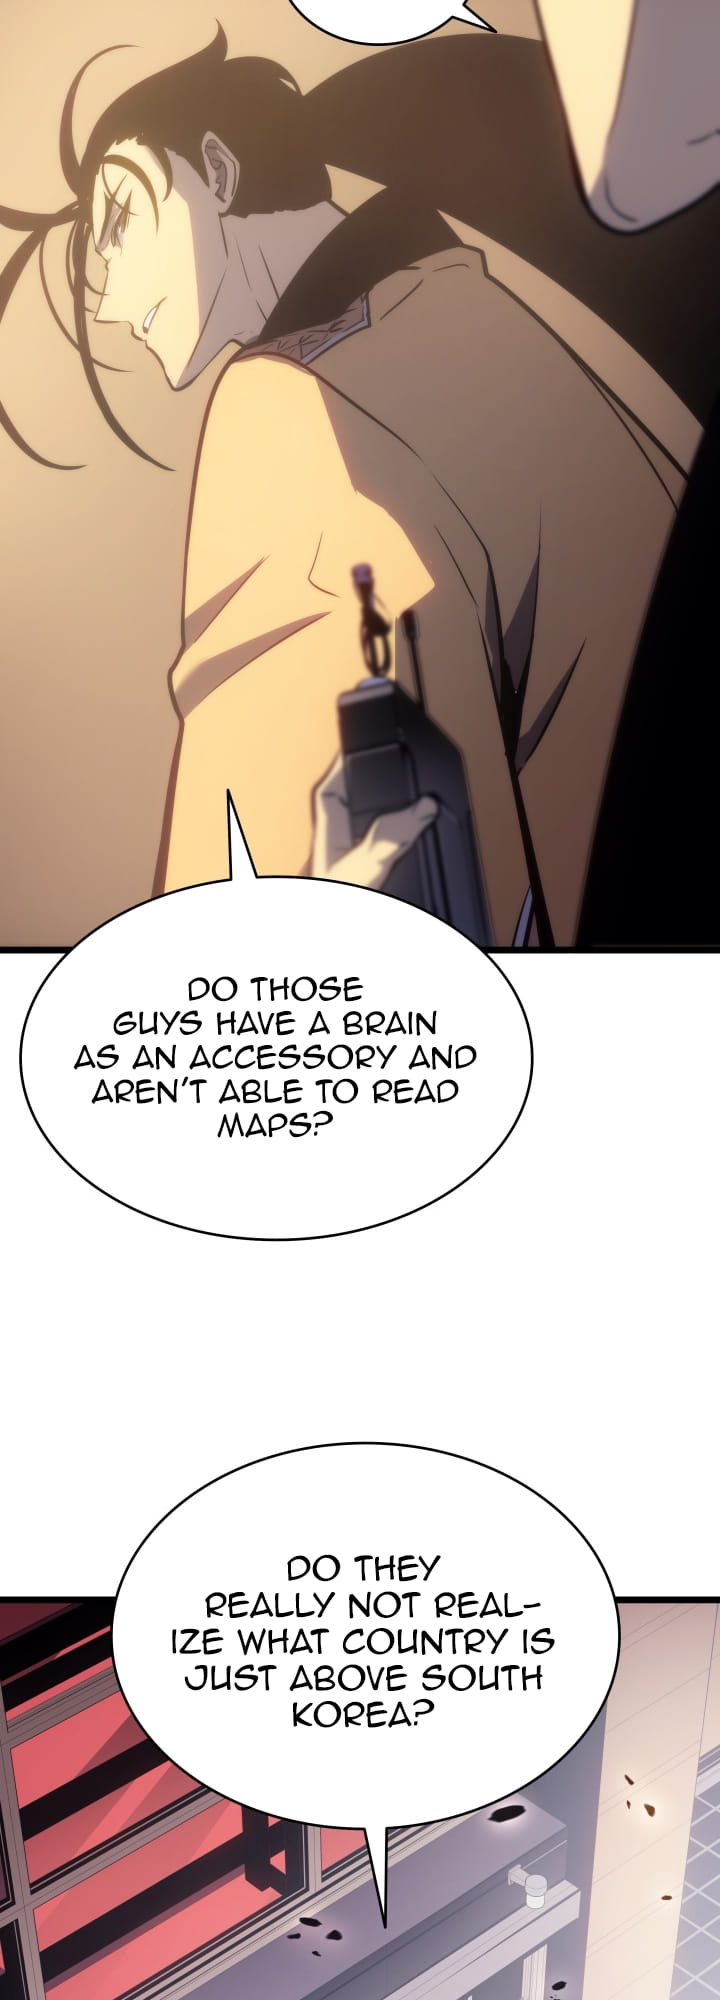 DO THOSE
GUYS HAVE A BRAIN
AS AN ACCESSORY AND
AREN'T ABLE TO READ
MAPS?
DO THEY
REALLY NOT REAL-
IZE WHAT COUNTRY IS
JUST ABOVE SOUTH
KOREA?